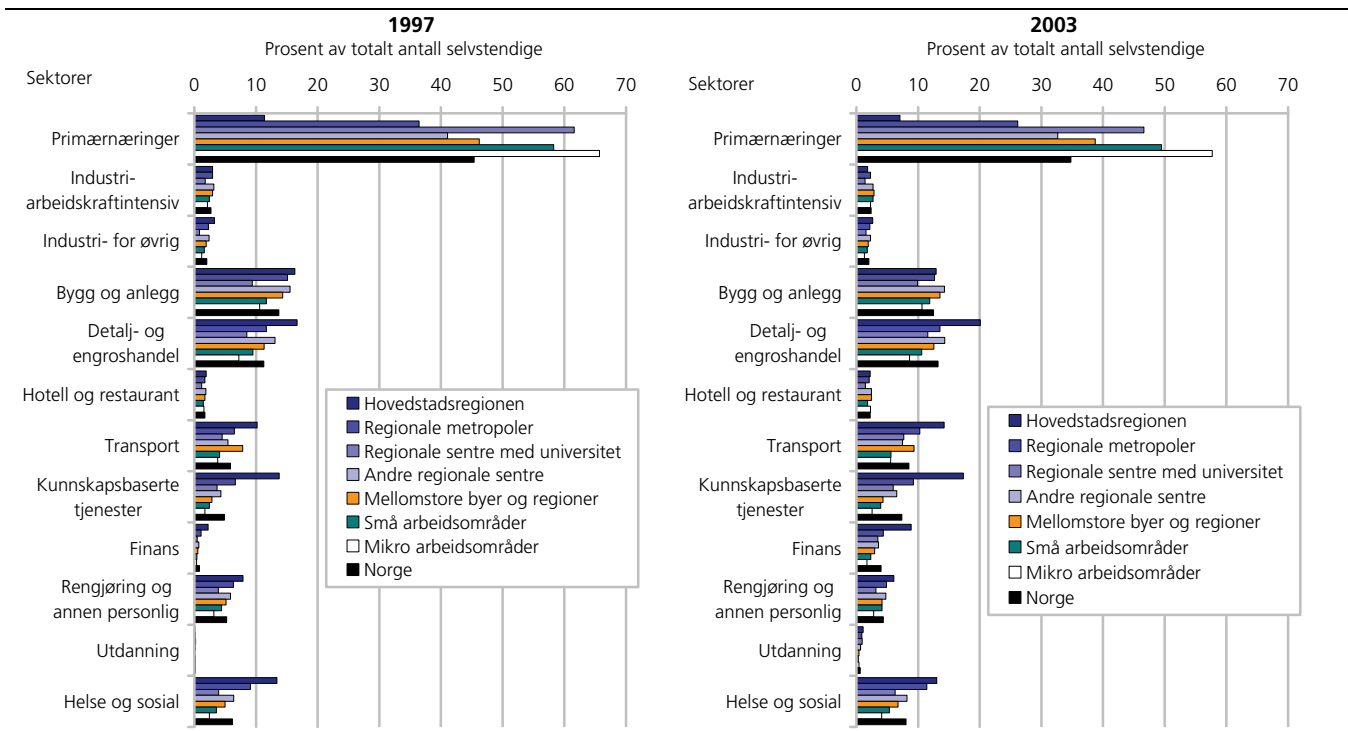 1997
Prosent av totalt antall selvstendige
Sektorer
0 10 20 30 40 50 60 70
Primærnæringer
Industri-
arbeidskraftintensiv
Industri- for øvrig
Bygg og anlegg
Detalj- og
engroshandel
Hotell og restaurant
Transport
Kunnskapsbaserte
tjenester
Finans
Rengjøring og
annen personlig
Utdanning
Helse og sosial
Hovedstadsregionen
Regionale metropoler
Regionale sentre med universitet
Andre regionale sentre
Mellomstore byer og regioner
Små arbeidsområder
Mikro arbeidsområder
Norge
2003
Prosent av totalt antall selvstendige
Sektorer
0 10 20 30 40 50 60 70
Primærnæringer
Industri-
arbeidskraftintensiv
Industri- for øvrig
Bygg og anlegg
Detalj- og
engroshandel
Hotell og restaurant
Transport
Kunnskapsbaserte
tjenester
Finans
Rengjøring og
annen personlig
Utdanning
Helse og sosial
Hovedstadsregionen
Regionale metropoler
Regionale sentre med universitet
Andre regionale sentre
Mellomstore byer og regioner
Små arbeidsområder
Mikro arbeidsområder
Norge